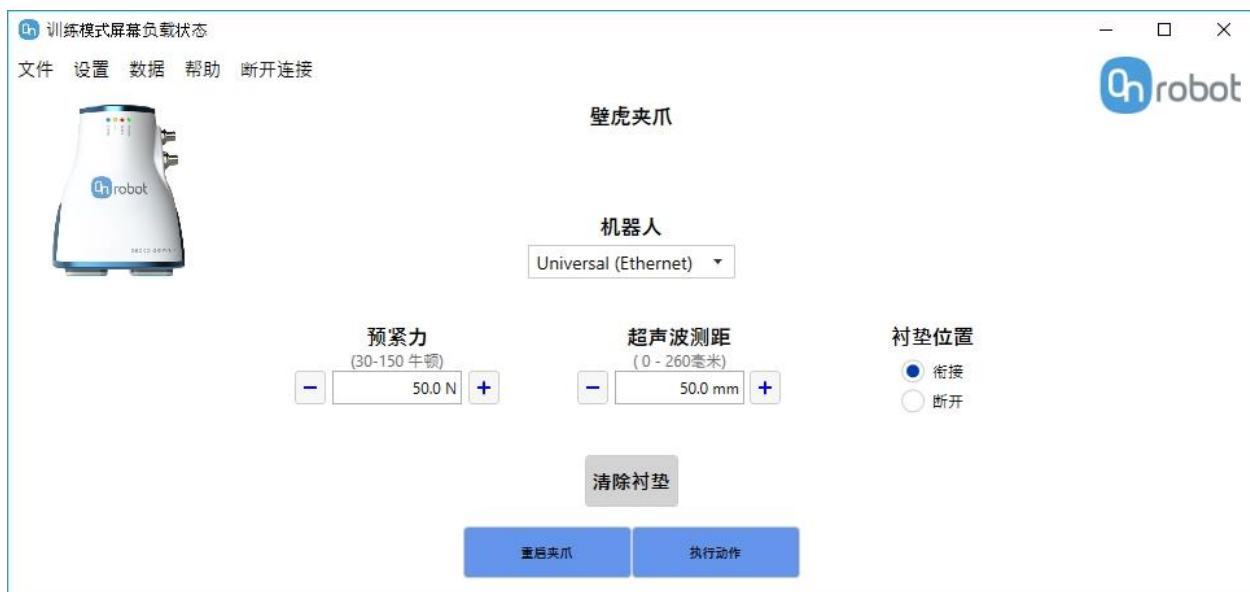 训练模式屏幕负载状态
文件 设置 数据 帮助 断开连接
On robot
壁虎夹爪
On robot
机器人
Universal (Ethernet)
预紧力
超声波测距
衬垫位置
(30-150 牛顿)
( 0 - 260毫米)
衔接
− 50.0 N +
− 50.0 mm +
断开
清除衬垫
重启夹爪
执行动作